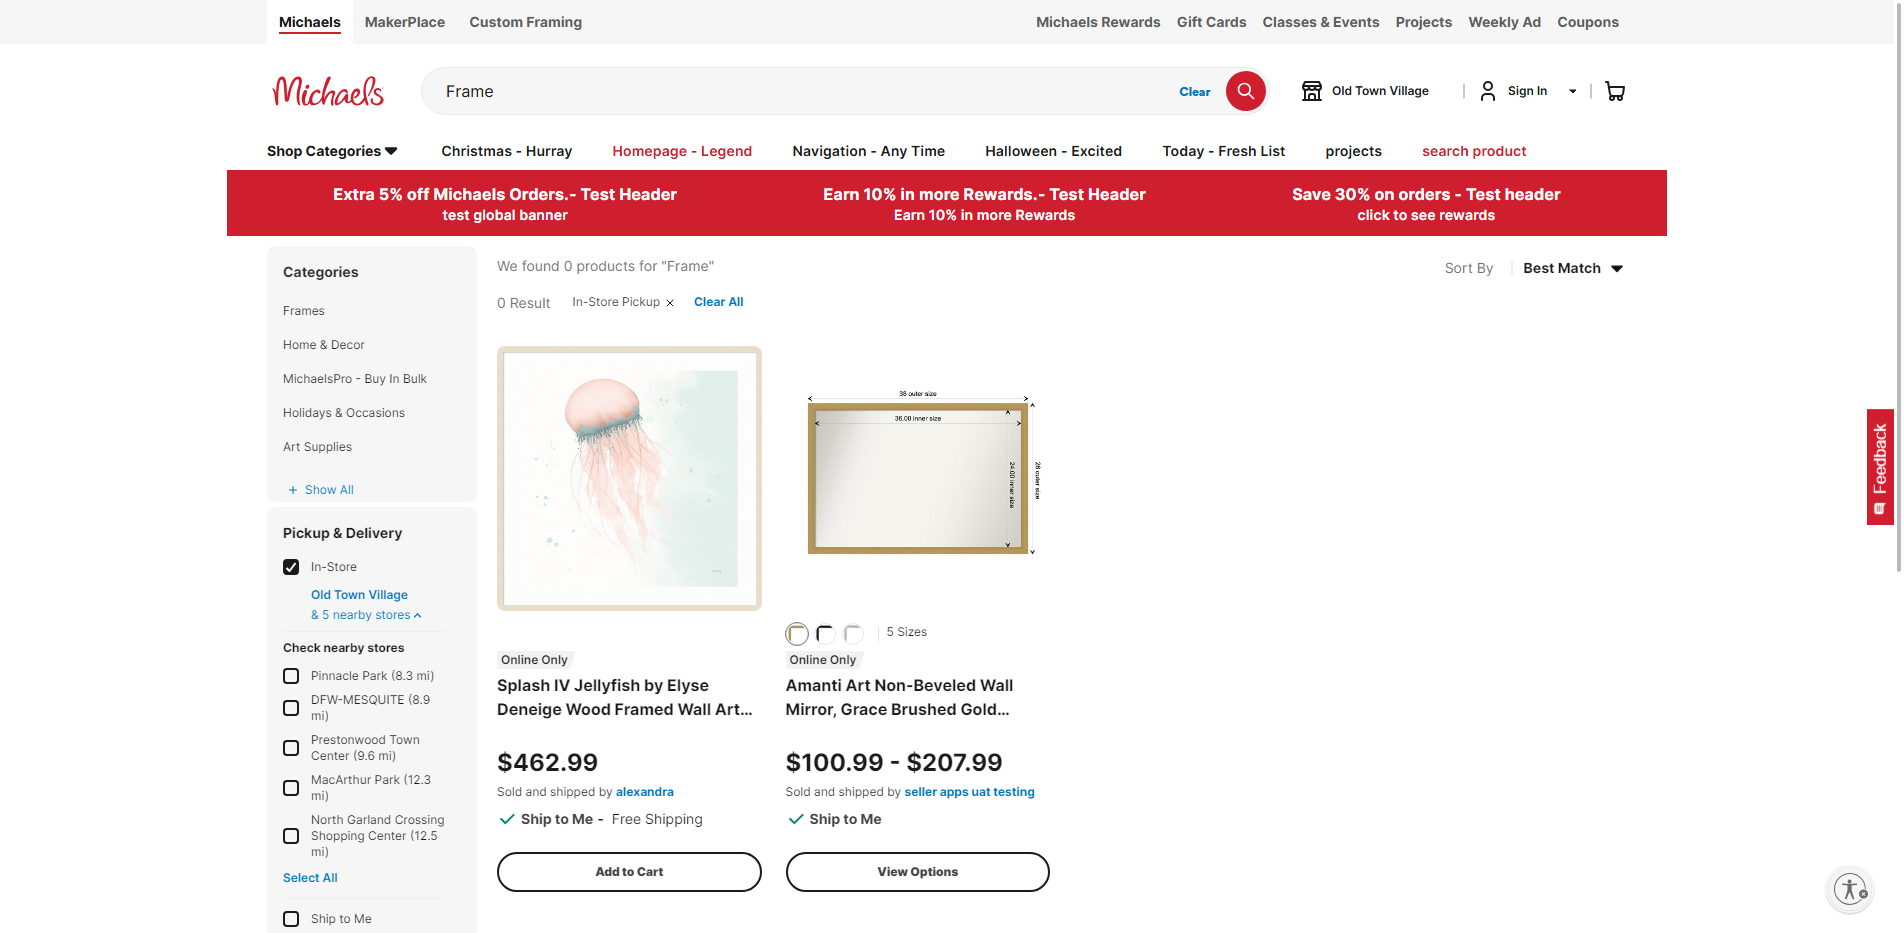 Michaels MakerPlace Custom Framing Michaels Rewards Gift Cards Classes & Events Projects Weekly Ad Coupons
Michaels Frame Clear Old Town Village Sign In
Shop Categories Christmas - Hurray Homepage - Legend Navigation - Any Time Halloween - Excited Today - Fresh List projects search product
Extra 5% off Michaels Orders.- Test Header
test global banner
Earn 10% in more Rewards.- Test Header
Earn 10% in more Rewards
Save 30% on orders - Test header
click to see rewards
Categories
Frames
Home & Decor
MichaelsPro - Buy In Bulk
Holidays & Occasions
Art Supplies
+ Show All
Pickup & Delivery
In-Store
Old Town Village
& 5 nearby stores
Check nearby stores
Pinnacle Park (8.3 mi)
DFW-MESQUITE (8.9
mi)
Prestonwood Town
Center (9.6 mi)
MacArthur Park (12.3
mi)
North Garland Crossing
Shopping Center (12.5
mi)
Select All
Ship to Me
We found 0 products for "Frame"
Sort By Best Match
0 Result In-Store Pickup × Clear All
38 outer size
36.00 inner size
24.00 inner size
26 outer size
Online Only
Splash IV Jellyfish by Elyse
Deneige Wood Framed Wall Art...
$462.99
Sold and shipped by alexandra
Ship to Me - Free Shipping
Add to Cart
5 Sizes
Online Only
Amanti Art Non-Beveled Wall
Mirror, Grace Brushed Gold...
$100.99 - $207.99
Sold and shipped by seller apps uat testing
Ship to Me
View Options
Feedback